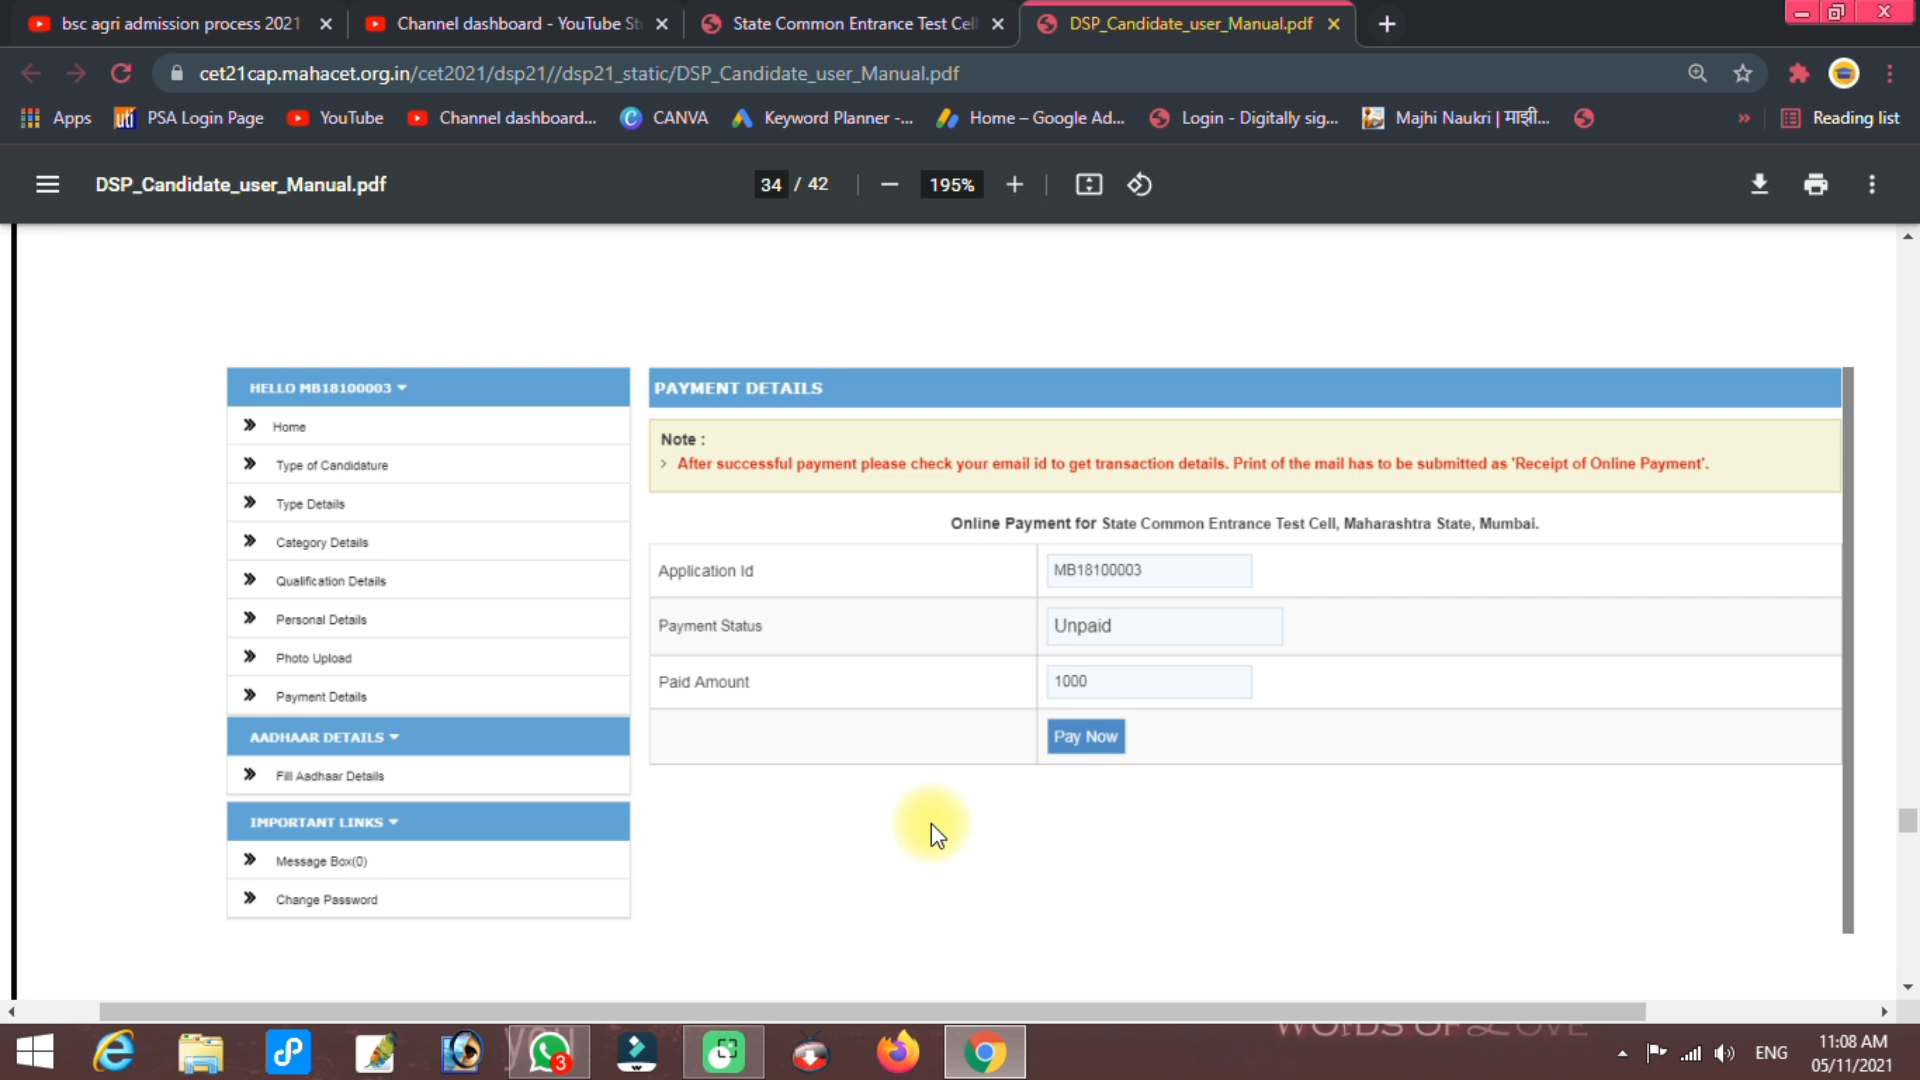 bsc agri admission process 2021
Channel dashboard - YouTube St
State Common Entrance Test Cell
DSP_Candidate_user_Manual.pdf
cet21cap.mahacet.org.in/cet2021/dsp21//dsp21_static/DSP_Candidate_user_Manual.pdf
Apps
uti
PSA Login Page
YouTube
Channel dashboard...
CANVA
Keyword Planner -...
Home – Google Ad...
Login - Digitally sig...
Majhi Naukri | माझी...
»
Reading list
DSP_Candidate_user_Manual.pdf
34 / 42
195%
HELLO MB18100003
Home
Type of Candidature
Type Details
Category Details
Qualification Details
Personal Details
Photo Upload
Payment Details
AADHAAR DETAILS
Fill Aadhaar Details
IMPORTANT LINKS
Message Box(0)
Change Password
PAYMENT DETAILS
Note :
> After successful payment please check your email id to get transaction details. Print of the mail has to be submitted as 'Receipt of Online Payment'.
Online Payment for State Common Entrance Test Cell, Maharashtra State, Mumbai.
Application Id
MB18100003
Payment Status
Unpaid
Paid Amount
1000
Pay Now
you
3
WORDS OF LOVE
ENG
11:08 AM
05/11/2021